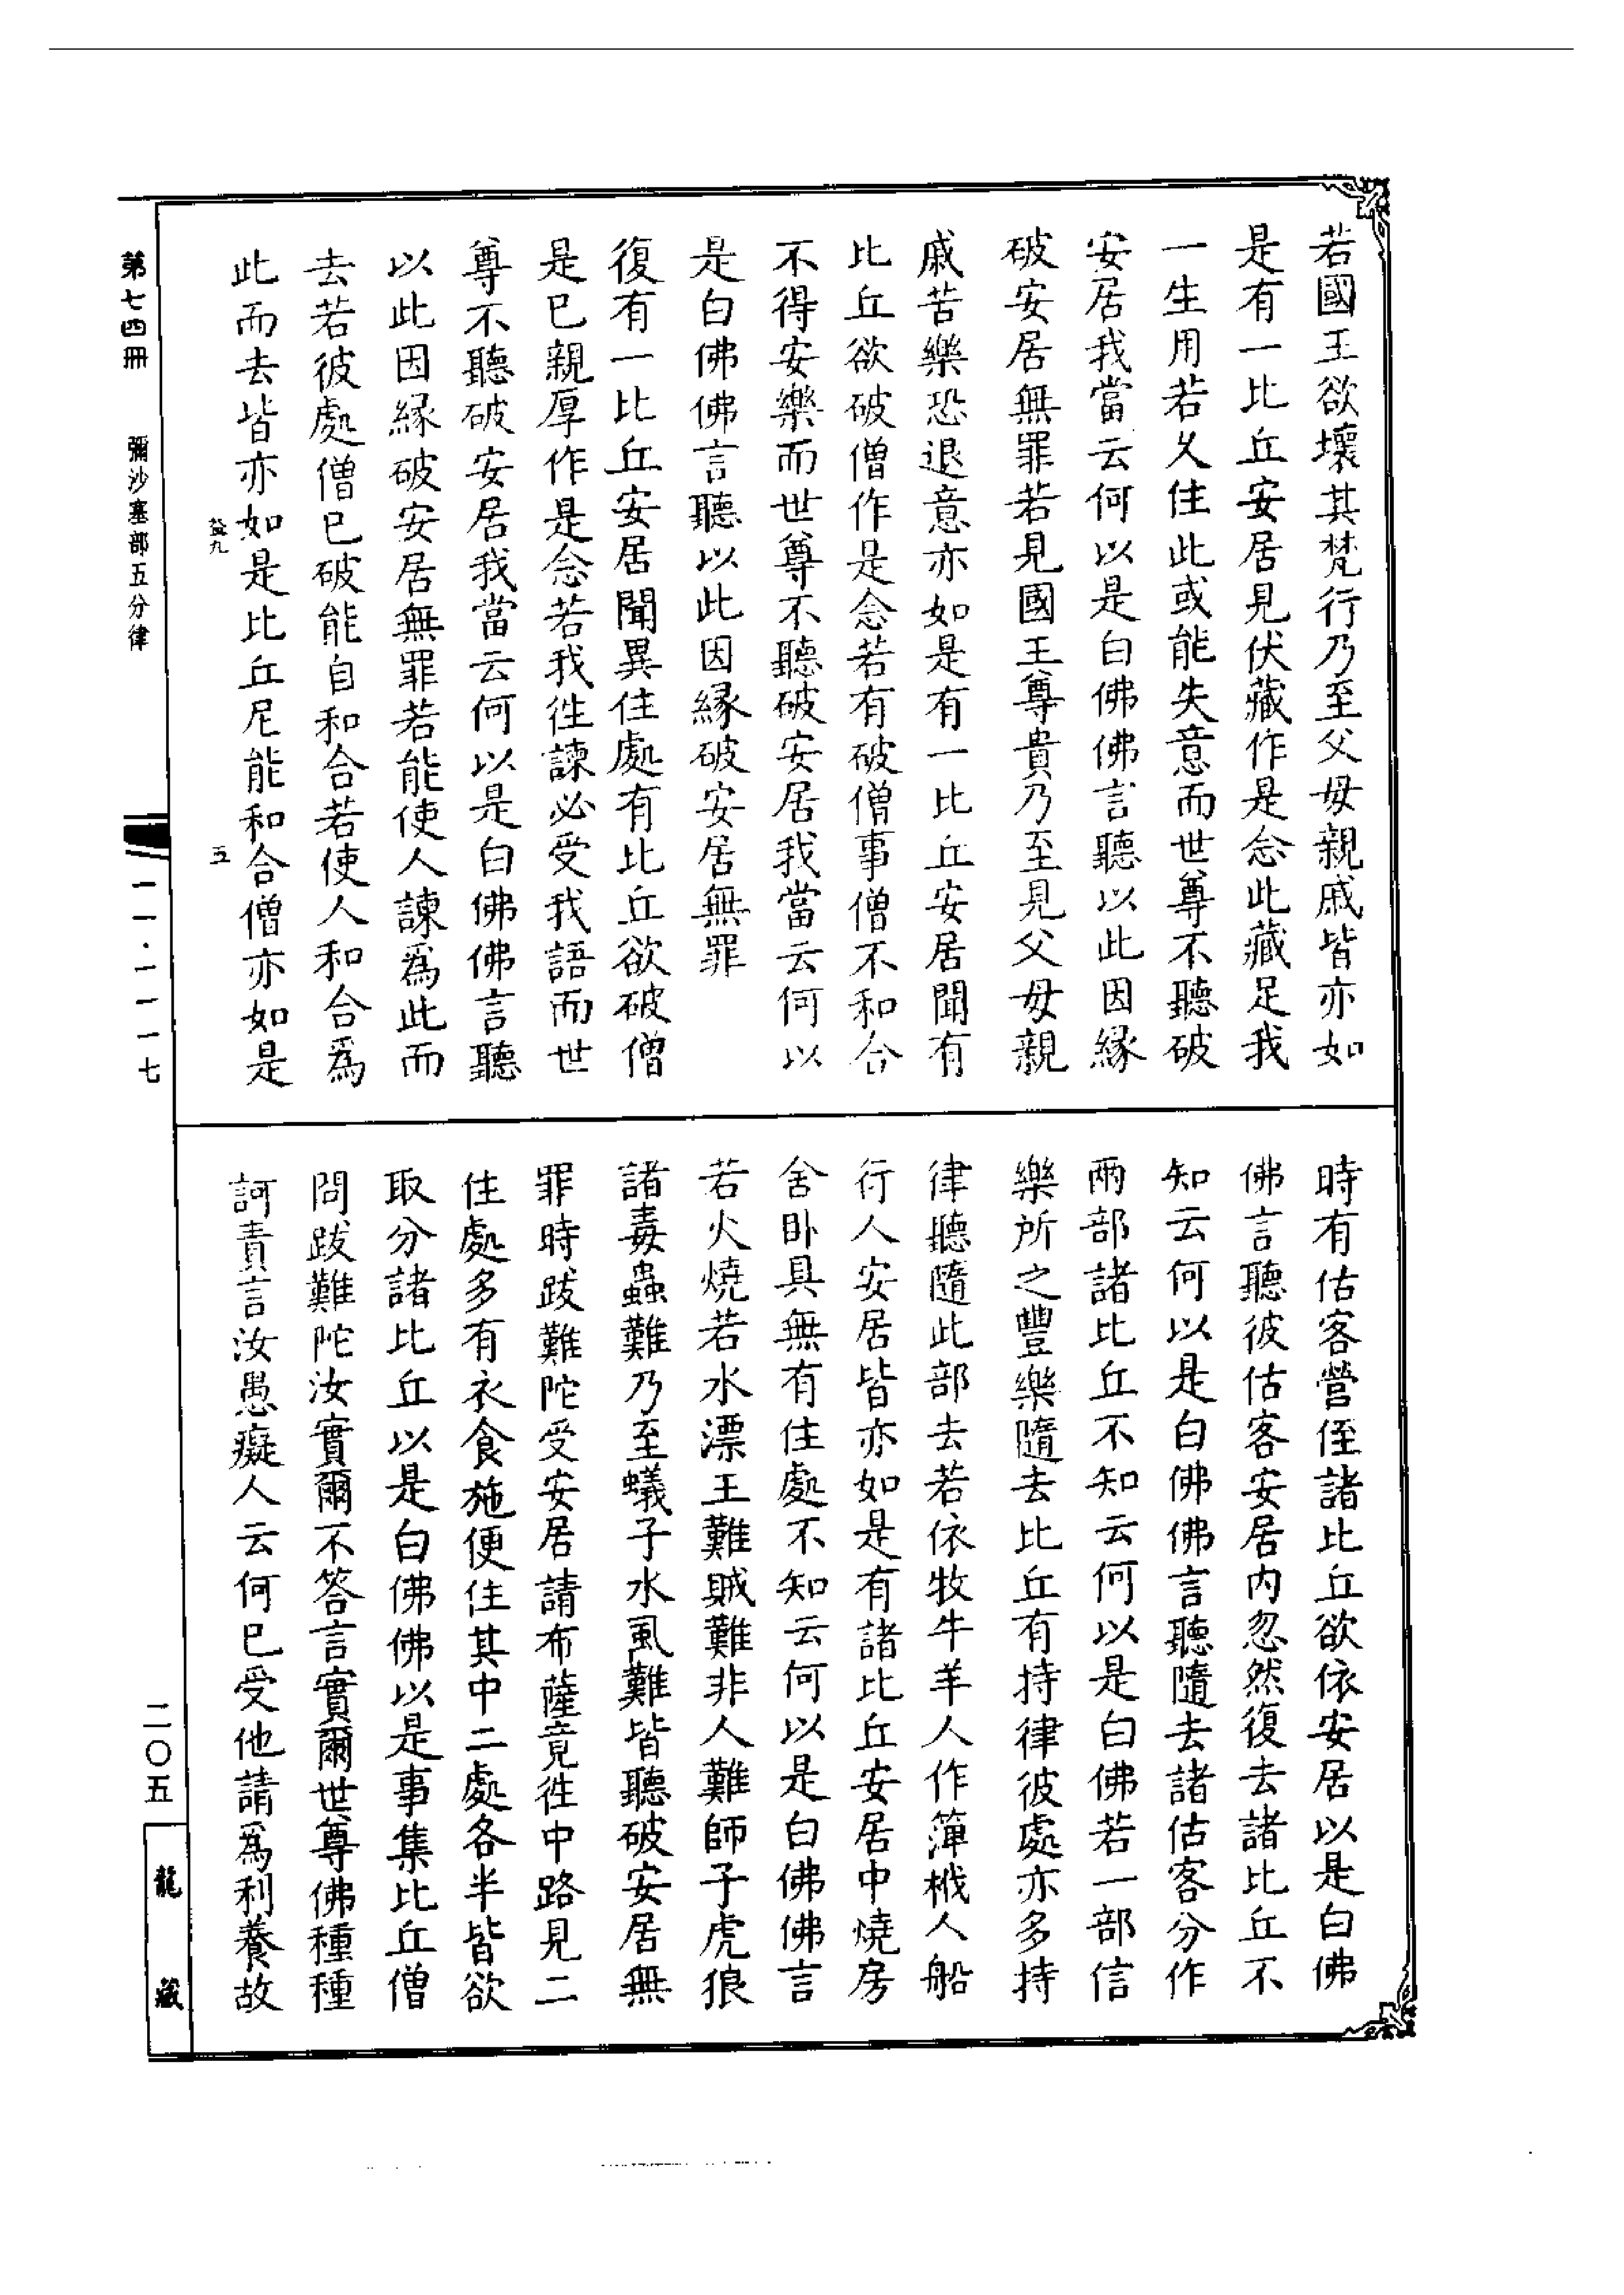 若國王欲壞其梵行乃至父母親戚皆亦如
是有一比丘安居見伏藏作是念此藏足我
一生用若久住此或能失意而世尊不聽破
安居我當云何以是白佛佛言聽以此因緣
破安居無罪若見國王尊貴乃至見父母親
戚苦樂恐退意亦如是有一比丘安居聞有
比丘欲破僧作是念若有破僧事僧不和合
不得安樂而世尊不聽破安居我當云何以
是白佛佛言聽以此因緣破安居無罪
復有一比丘安居聞異住處有比丘欲破僧
是巳親厚作是念若我徃諫必受我語而世
尊不聽破安居我當云何以是白佛佛言聽
以此因緣破安居無罪若能使人諫爲此而
去若彼處僧巳破能自和合若使人和合爲
此而去皆亦如是比丘尼能和合僧亦如是
益九
五
時有估客營侄諸比丘欲依安居以是白佛
佛言聽彼估客安居內忽然復去諸比丘不
知云何以是白佛佛言聽隨去諸估客分作
兩部諸比丘不知云何以是白佛若一部信
樂所之豐樂隨去比丘有持律彼處亦多持
律聽隨此部去若依牧牛羊人作簿栰人船
行人安居皆亦如是有諸比丘安居中燒房
舍卧具無有住處不知云何以是白佛佛言
若火燒若水漂王難賊難非人難師子虎狼
諸毒蟲難乃至蟻子水風難皆聽破安居無
罪時跋難陀受安居請布薩竟徃中路見二
住處多有衣食施便住其中二處各半皆欲
取分諸比丘以是白佛佛以是事集比丘僧
問跋難陀汝實爾不答言實爾世尊佛種種
訶責言汝愚癡人云何巳受他請爲利養故
第七四冊
彌沙塞部五分律
一一·一一一七
二〇五
龍藏